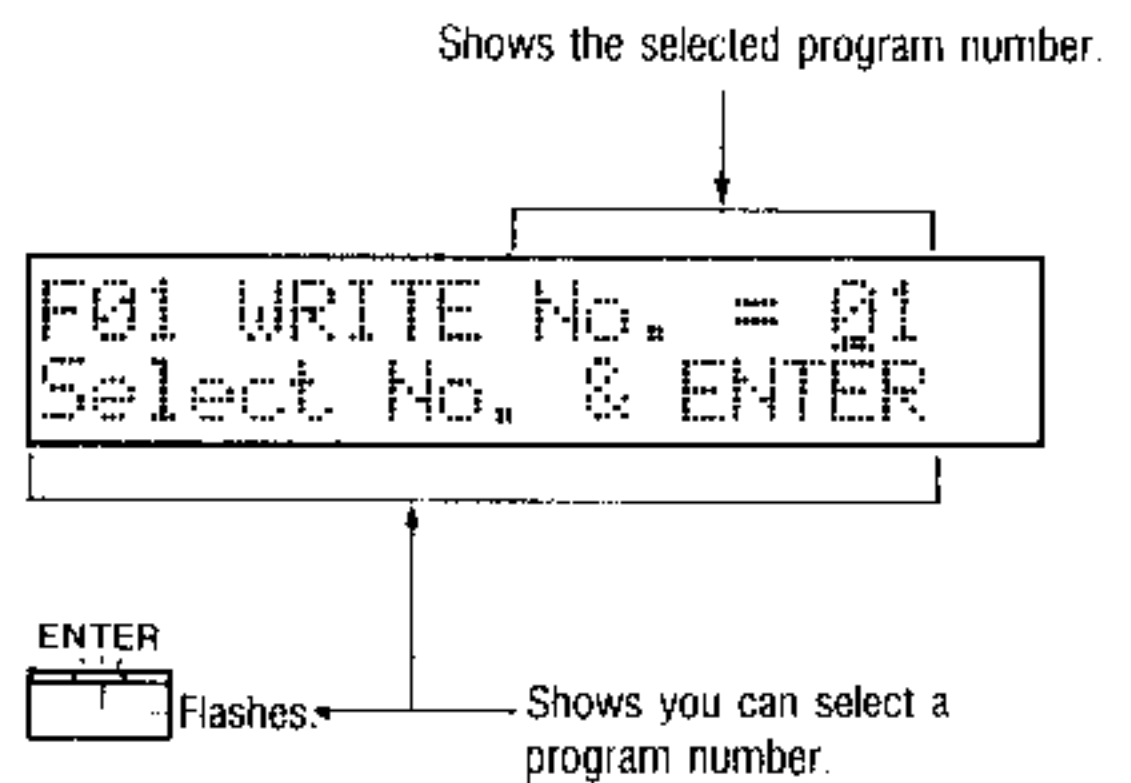 Shows the selected program number.
F01 WRITE No. = 01
Select No. & ENTER
ENTER
Flashes.
Shows you can select a
program number.